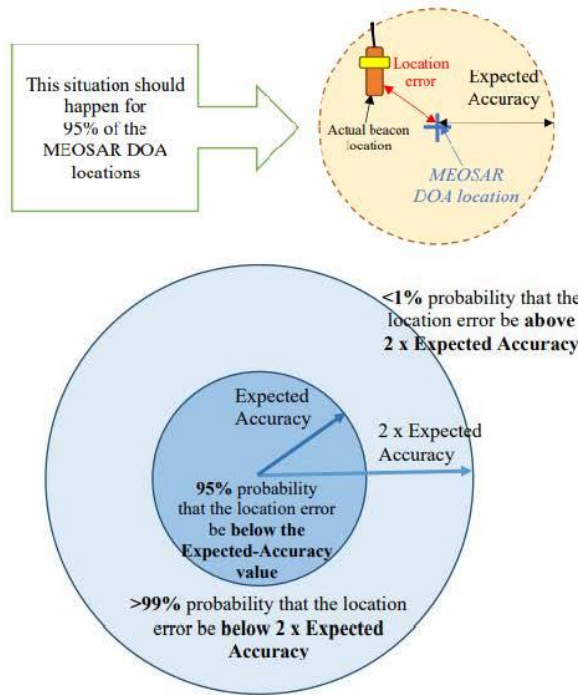 This situation should
happen for
95% of the
MEOSAR DOA
locations
Location
error
Expected
Accuracy
Actual beacon
location
MEOSAR
DOA location
<1% probability that the
location error be above
2 x Expected Accuracy
Expected
Accuracy
2 x Expected
Accuracy
95% probability
that the location error
be below the
Expected-Accuracy
value
>99% probability that the location
error be below 2 x Expected
Accuracy